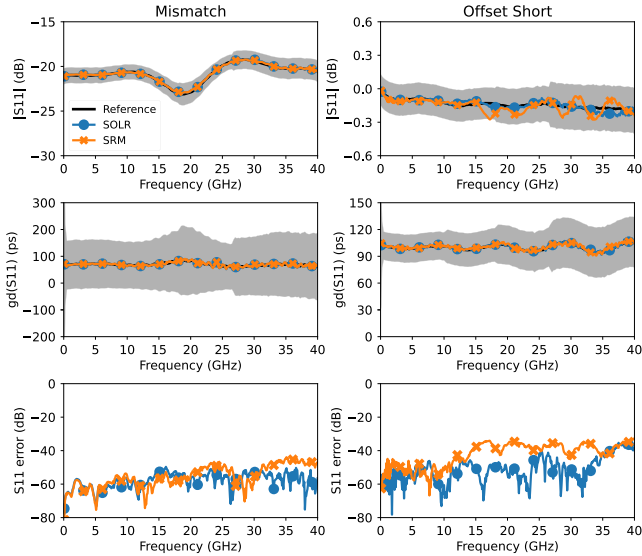 Mismatch
Offset Short
−15
−20
−25
−30
|S11| (dB)
Reference
SOLR
SRM
0 5 10 15 20 25 30 35 40
Frequency (GHz)
0.6
0.3
0.0
−0.3
−0.6
|S11| (dB)
0 5 10 15 20 25 30 35 40
Frequency (GHz)
300
200
100
0
−100
−200
gd(S11) (ps)
0 5 10 15 20 25 30 35 40
Frequency (GHz)
150
120
90
60
30
0
gd(S11) (ps)
0 5 10 15 20 25 30 35 40
Frequency (GHz)
0
−20
−40
−60
−80
S11 error (dB)
0 5 10 15 20 25 30 35 40
Frequency (GHz)
0
−20
−40
−60
−80
S11 error (dB)
0 5 10 15 20 25 30 35 40
Frequency (GHz)